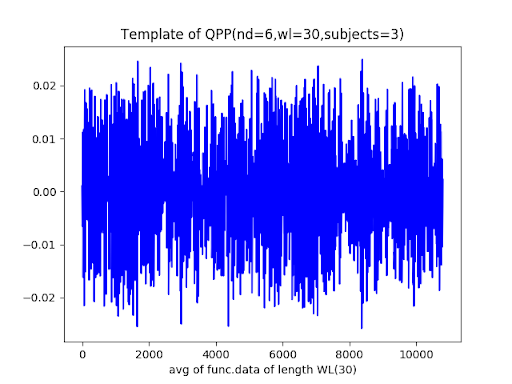 Template of QPP(nd=6,wl=30,subjects=3)
0.02
0.01
0.00
−0.01
−0.02
0 2000 4000 6000 8000 10000
avg of func.data of length WL(30)